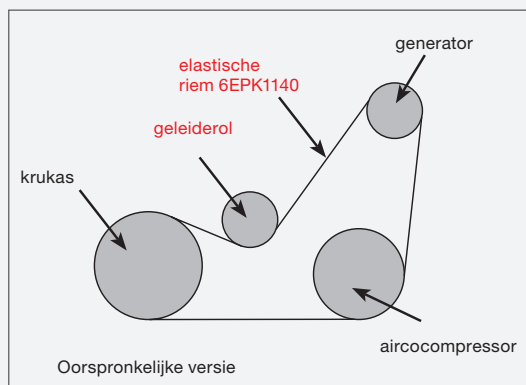 generator
elastische
riem 6EPK1140
geleiderol
krukas
aircocompressor
Oorspronkelijke versie